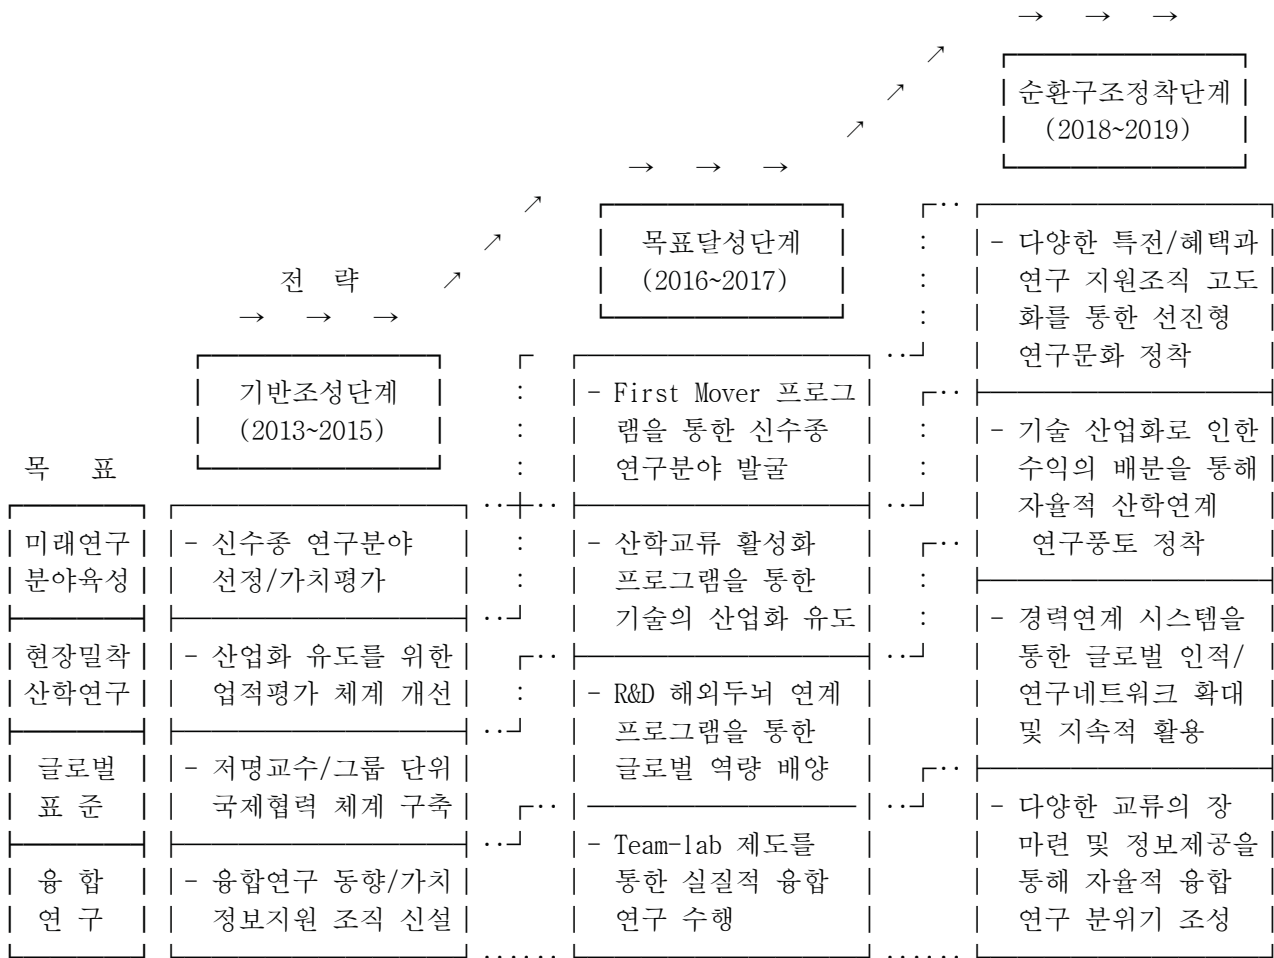 → → →
순환구조정착단계
(2018~2019)
→ → →
목표달성단계
(2016~2017)
전 략
→ → →
기반조성단계
(2013~2015)
목 표
미래연구
분야육성
현장밀착
산학연구
글로벌
표 준
융 합
연 구
- 신수종 연구분야
선정/가치평가
- 산업화 유도를 위한
업적평가 체계 개선
- 저명교수/그룹 단위
국제협력 체계 구축
- 융합연구 동향/가치
정보지원 조직 신설
- First Mover 프로그
램을 통한 신수종
연구분야 발굴
- 산학교류 활성화
프로그램을 통한
기술의 산업화 유도
- R&D 해외두뇌 연계
프로그램을 통한
글로벌 역량 배양
- Team-lab 제도를
통한 실질적 융합
연구 수행
- 다양한 특전/혜택과
연구 지원조직 고도
화를 통한 선진형
연구문화 정착
- 기술 산업화로 인한
수익의 배분을 통해
자율적 산학연계
연구풍토 정착
- 경력연계 시스템을
통한 글로벌 인적/
연구네트워크 확대
및 지속적 활용
- 다양한 교류의 장
마련 및 정보제공을
통해 자율적 융합
연구 분위기 조성